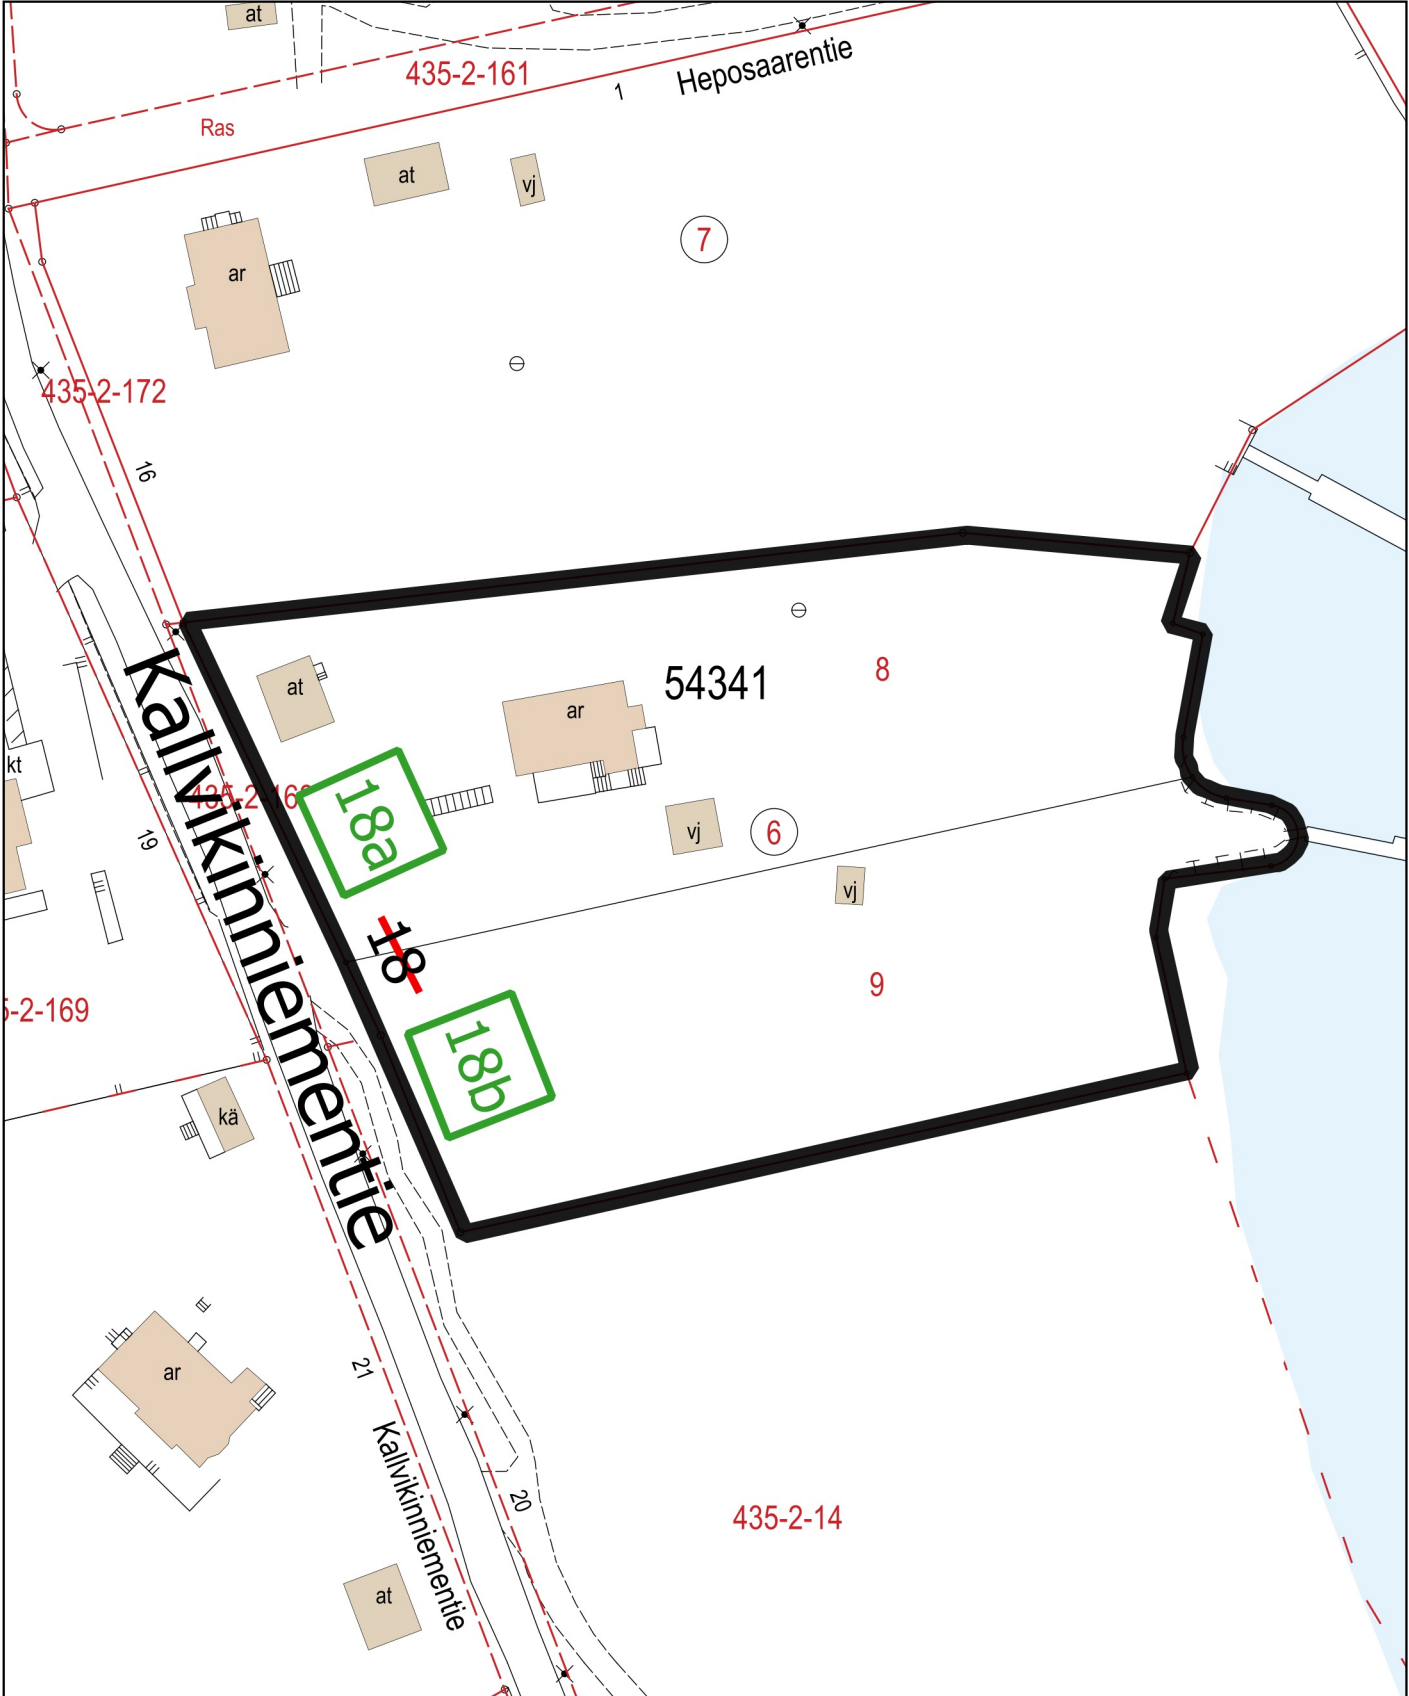 at
435-2-161
Heposaarentie
1
Ras
at
vj
7
ar
435-2-172
16
54341
8
at
ar
kt
18a
19
vj
6
vj
18
9
Kallvikinniementie
5-2-169
18b
kä
ar
21
Kallvikinniementie
20
435-2-14
at